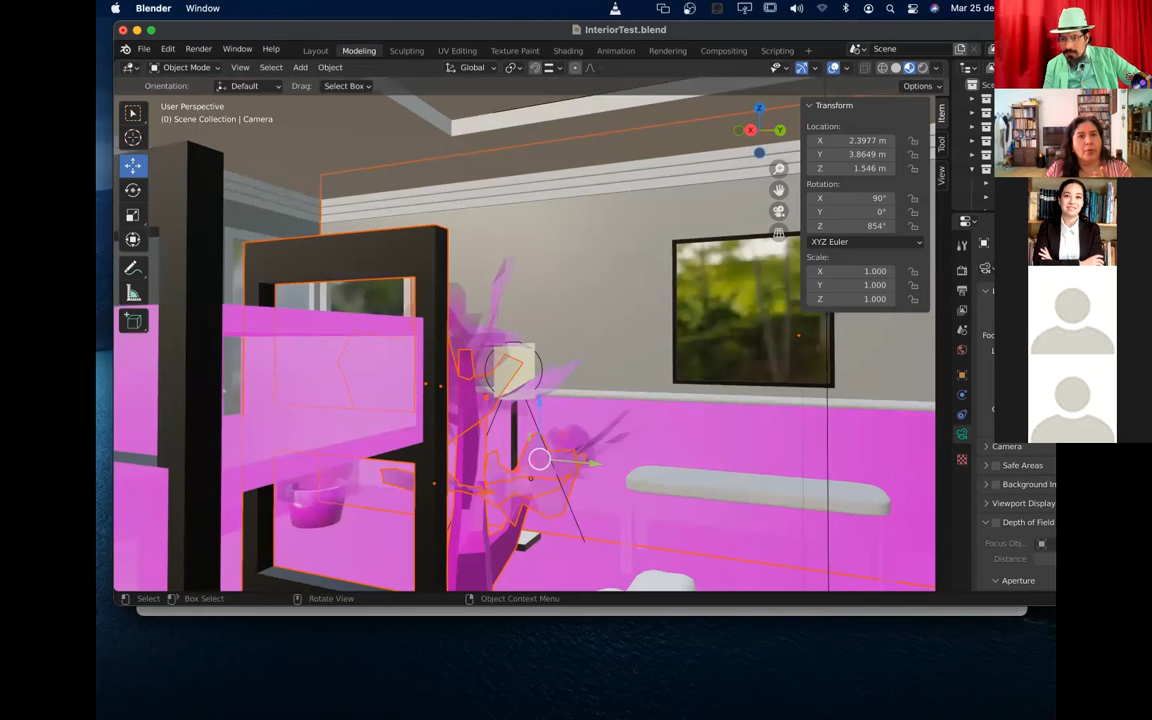 Blender Window
Mar 25 de
InteriorTest.blend
File Edit Render Window Help
Layout Modeling Sculpting UV Editing Texture Paint Shading Animation Rendering Compositing Scripting +
Scene
Object Mode View Select Add Object
Global
Orientation: Default Drag: Select Box
Options
User Perspective
(0) Scene Collection | Camera
Z
X
Y
Transform
Location:
X 2.3977 m
Y 3.8649 m
Z 1.546 m
Rotation:
X 90°
Y 0°
Z 854°
XYZ Euler
Scale:
X 1.000
Y 1.000
Z 1.000
Item
Tool
View
Camera
Safe Areas
Background Im
Viewport Display
Depth of Field
Focus Obj...
Distance
Aperture
Select Box Select Rotate View Object Context Menu